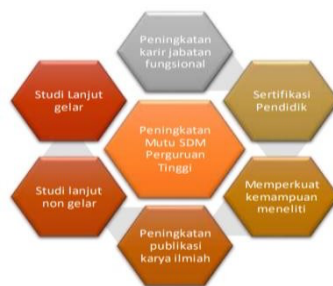 Peningkatan
karir jabatan
fungsional
Studi Lanjut
gelar
Sertifikasi
Pendidik
Peningkatan
Mutu SDM
Perguruan
Tinggi
Studi lanjut
non gelar
Memperkuat
kemampuan
meneliti
Peningkatan
publikasi
karya ilmiah